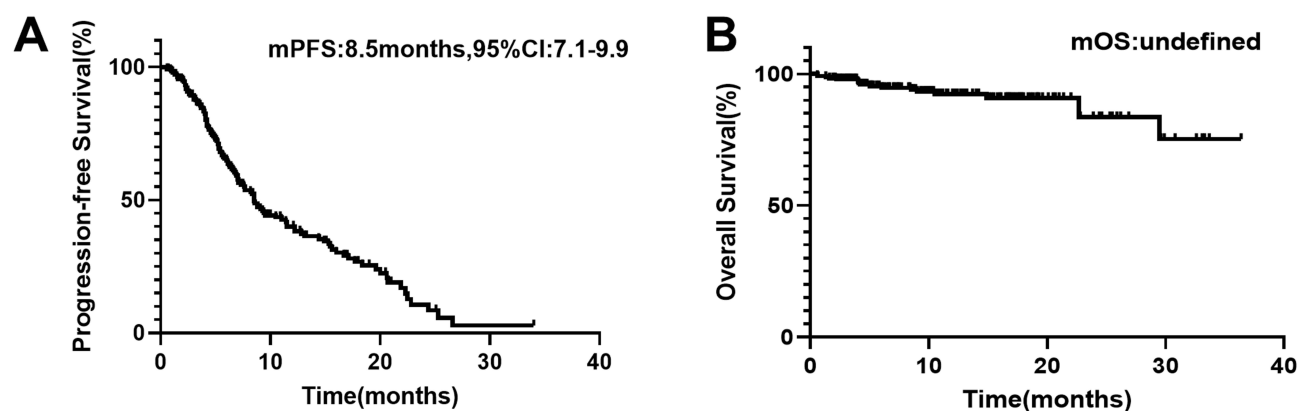 A
mPFS:8.5months,95%CI:7.1-9.9
Progression-free Survival(%)
100
50
0
0 10 20 30 40
Time(months)
B
mOS:undefined
Overall Survival(%)
100
50
0
0 10 20 30 40
Time(months)